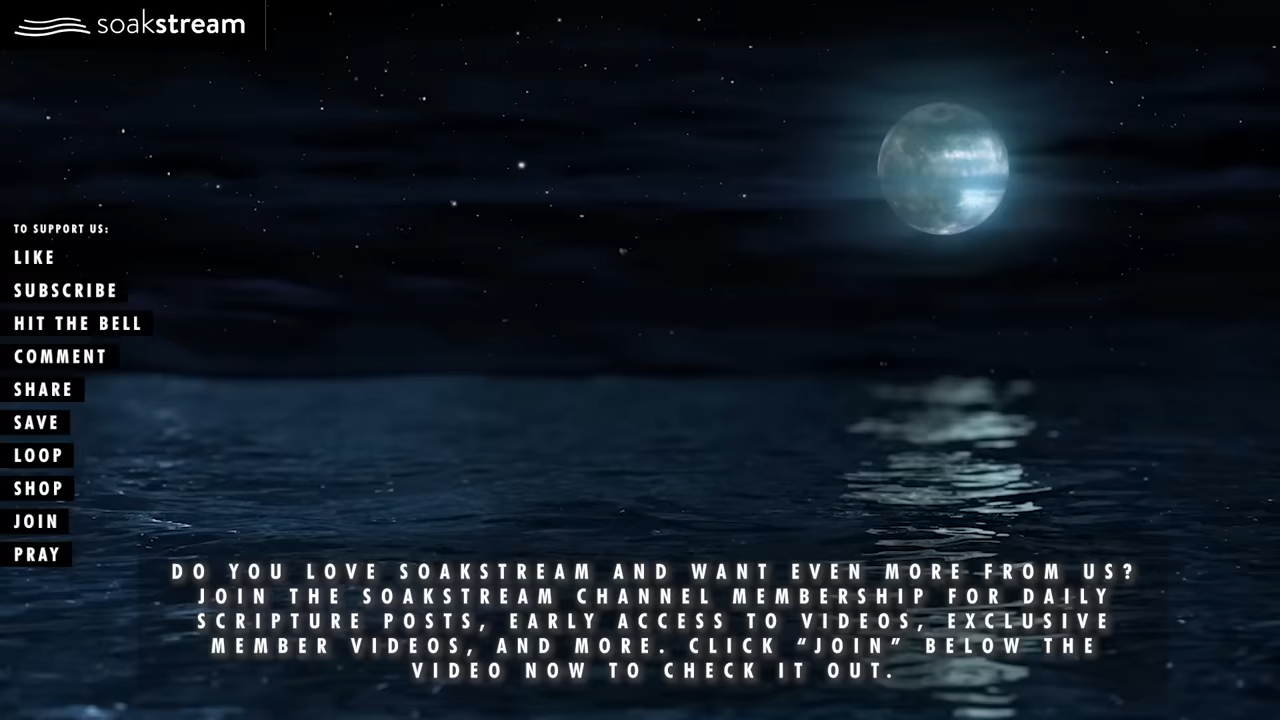 soakstream
TO SUPPORT US:
LIKE
SUBSCRIBE
HIT THE BELL
COMMENT
SHARE
SAVE
LOOP
SHOP
JOIN
PRAY
DO YOU LOVE SOAKSTREAM AND WANT EVEN MORE FROM US?
JOIN THE SOAKSTREAM CHANNEL MEMBERSHIP FOR DAILY
SCRIPTURE POSTS, EARLY ACCESS TO VIDEOS, EXCLUSIVE
MEMBER VIDEOS, AND MORE. CLICK “JOIN” BELOW THE
VIDEO NOW TO CHECK IT OUT.